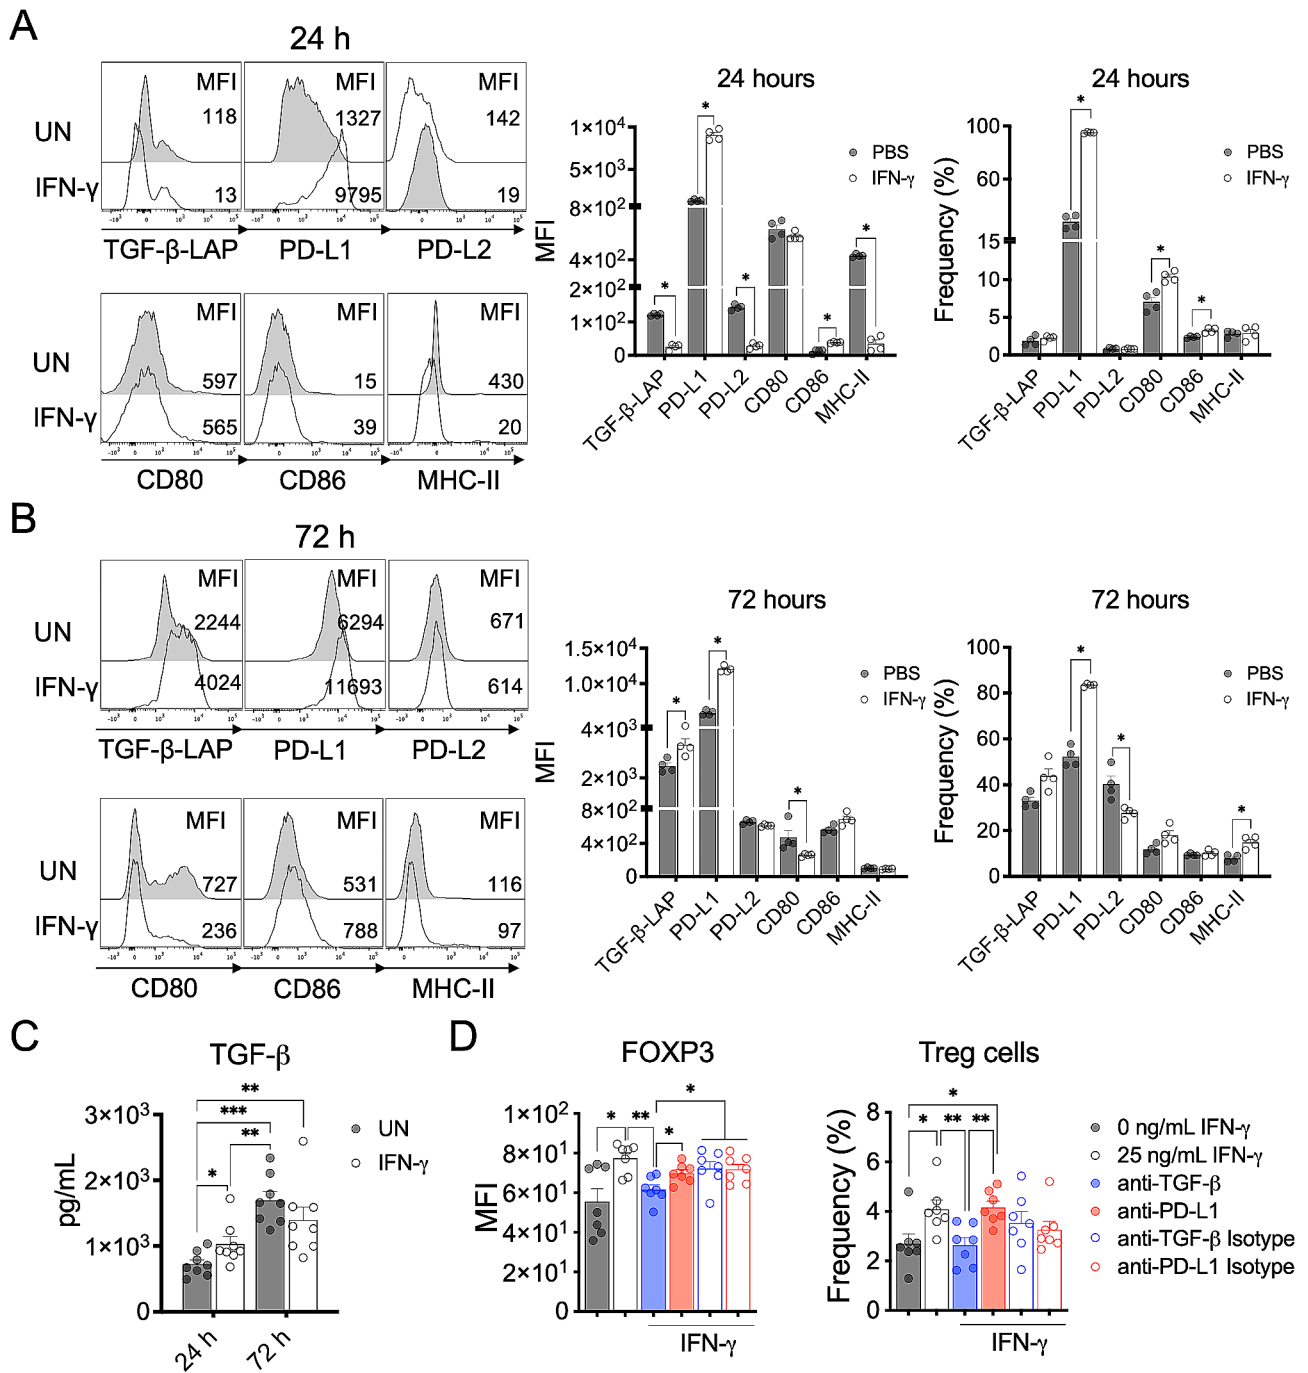 A
24 h
MFI
118
13
MFI
1327
9795
MFI
142
19
UN
IFN-γ
TGF-β-LAP
PD-L1
PD-L2
MFI
597
565
MFI
15
39
MFI
430
20
UN
IFN-γ
CD80
CD86
MHC-II
24 hours
MFI
1×10⁴
5×10³
8×10²
4×10²
2×10²
1×10²
0
PBS
IFN-γ
* * * * *
TGF-β-LAP
PD-L1
PD-L2
CD80
CD86
MHC-II
24 hours
Frequency (%)
100
60
15
10
5
0
PBS
IFN-γ
* * *
TGF-β-LAP
PD-L1
PD-L2
CD80
CD86
MHC-II
B
72 h
MFI
2244
4024
MFI
6294
11693
MFI
671
614
UN
IFN-γ
TGF-β-LAP
PD-L1
PD-L2
MFI
727
236
MFI
531
788
MFI
116
97
UN
IFN-γ
CD80
CD86
MHC-II
72 hours
MFI
1.5×10⁴
1.0×10⁴
4×10³
2×10³
8×10²
4×10²
0
PBS
IFN-γ
* * *
TGF-β-LAP
PD-L1
PD-L2
CD80
CD86
MHC-II
72 hours
Frequency (%)
100
80
60
40
20
0
PBS
IFN-γ
* * *
TGF-β-LAP
PD-L1
PD-L2
CD80
CD86
MHC-II
C
TGF-β
pg/mL
3×10³
2×10³
1×10³
0
**
***
**
*
UN
IFN-γ
24 h
72 h
D
FOXP3
MFI
1×10²
8×10¹
6×10¹
4×10¹
2×10¹
0
*
* **
*
IFN-γ
Treg cells
Frequency (%)
8
6
4
2
0
*
* ** **
IFN-γ
0 ng/mL IFN-γ
25 ng/mL IFN-γ
anti-TGF-β
anti-PD-L1
anti-TGF-β Isotype
anti-PD-L1 Isotype